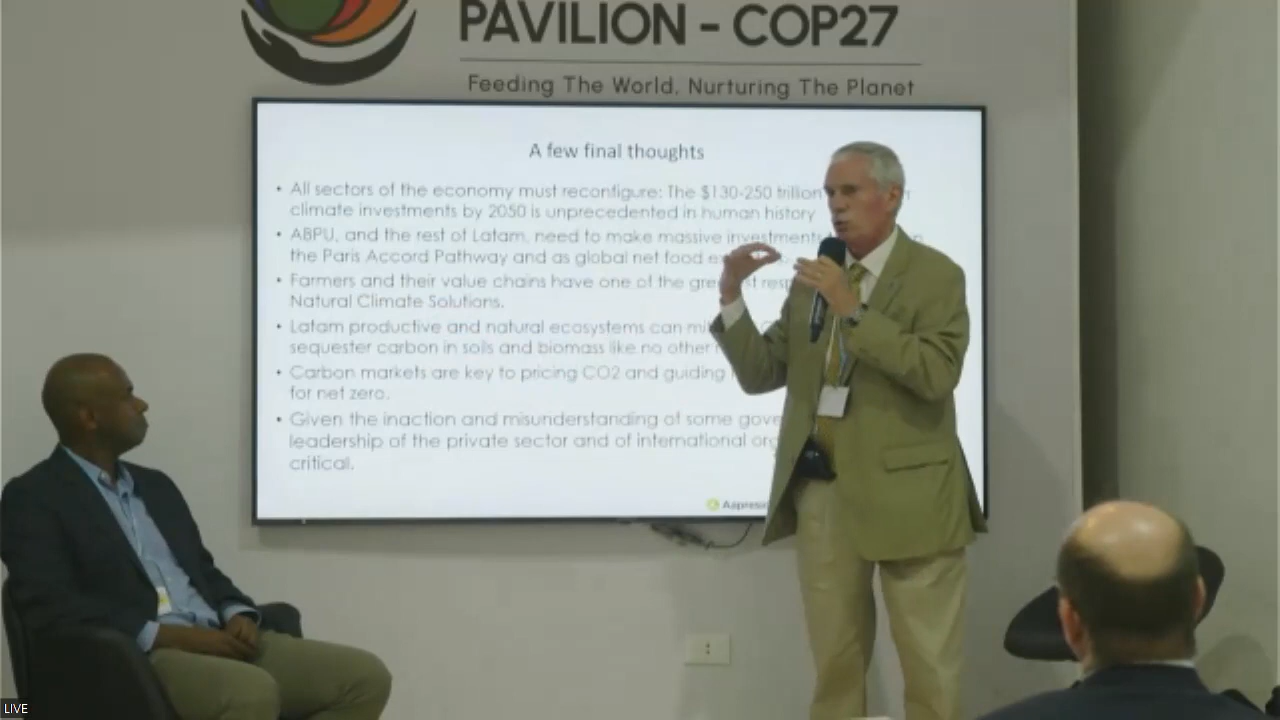 PAVILION - COP27
Feeding The World, Nurturing The Planet
A few final thoughts
• All sectors of the economy must reconfigure: The $130-250 trillion
climate investments by 2050 is unprecedented in human history
• ABPU, and the rest of Latam, need to make massive investments
the Paris Accord Pathway and as global net food
• Farmers and their value chains have one of the
Natural Climate Solutions.
• Latam productive and natural ecosystems can
sequester carbon in soils and biomass like no other
• Carbon markets are key to pricing CO2 and guiding
for net zero.
• Given the inaction and misunderstanding of some
leadership of the private sector and of international
critical.
LIVE